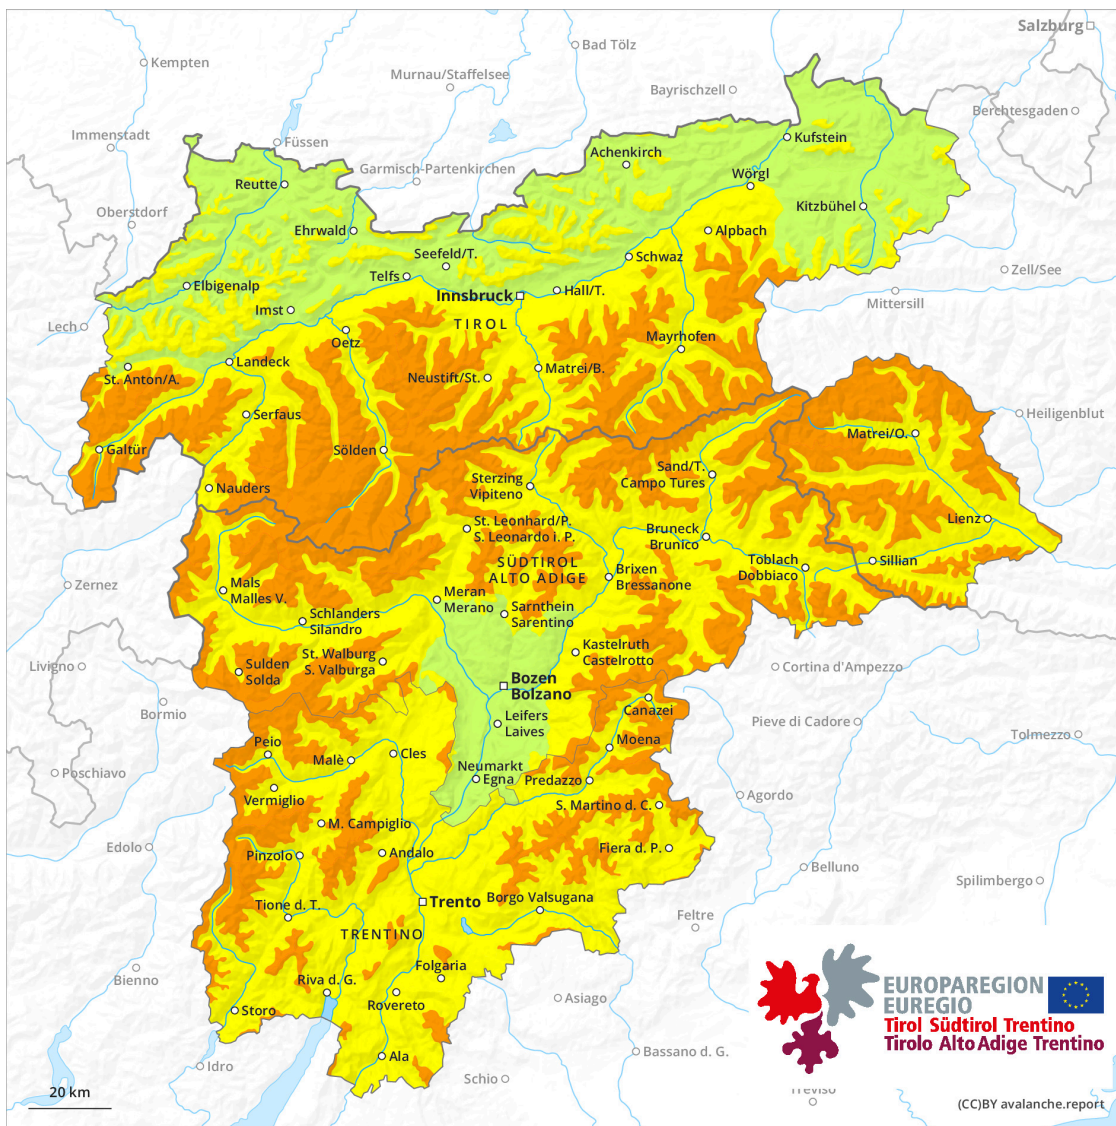 Salzburg
Bad Tölz
Kempten
Murnau/Staffelsee
Bayrischzell
Berchtesgaden
Immenstadt
Füssen
Kufstein
Achenkirch
Garmisch-Partenkirchen
Wörgl
Reutte
Oberstdorf
Kitzbühel
Ehrwald
Alpbach
Seefeld/T.
Schwaz
Telfs
Zell/See
Elbigenalp
Innsbruck
Hall/T.
Mittersill
Imst
Lech
TIROL
Oetz
Mayrhofen
Landeck
St. Anton/A.
Matrei/B.
Neustift/St.
Serfaus
Heiligenblut
Matrei/O.
Galtür
Sölden
Sand/T.
Campo Tures
Sterzing
Vipiteno
Nauders
Lienz
St. Leonhard/P.
S. Leonardo i. P.
Bruneck
Brunico
SÜDTIROL
ALTO ADIGE
Toblach
Dobbiaco
Sillian
Brixen
Bressanone
Zernez
Mals
Malles V.
Meran
Merano
Sarnthein
Sarentino
Schlanders
Silandro
Kastelruth
Castelrotto
St. Walburg
S. Valburga
Livigno
Sulden
Solda
Cortina d'Ampezzo
Bozen
Bolzano
Bormio
Canazei
Leifers
Laives
Pieve di Cadore
Tolmezzo
Moena
Peio
Cles
Malè
Poschiavo
Neumarkt
Egna
Predazzo
Vermiglio
Agordo
S. Martino d. C.
M. Campiglio
Edolo
Pinzolo
Andalo
Fiera d. P.
Belluno
Spilimbergo
Tione d. T.
Trento
Borgo Valsugana
Feltre
TRENTINO
Folgaria
Bienno
Riva d. G.
Rovereto
Asiago
Storo
EUROPAREGION
EUREGIO
Tirol Südtirol Trentino
Tirolo Alto Adige Trentino
Ala
Bassano d. G.
Idro
Schio
Treviso
20 km
(CC)BY avalanche.report